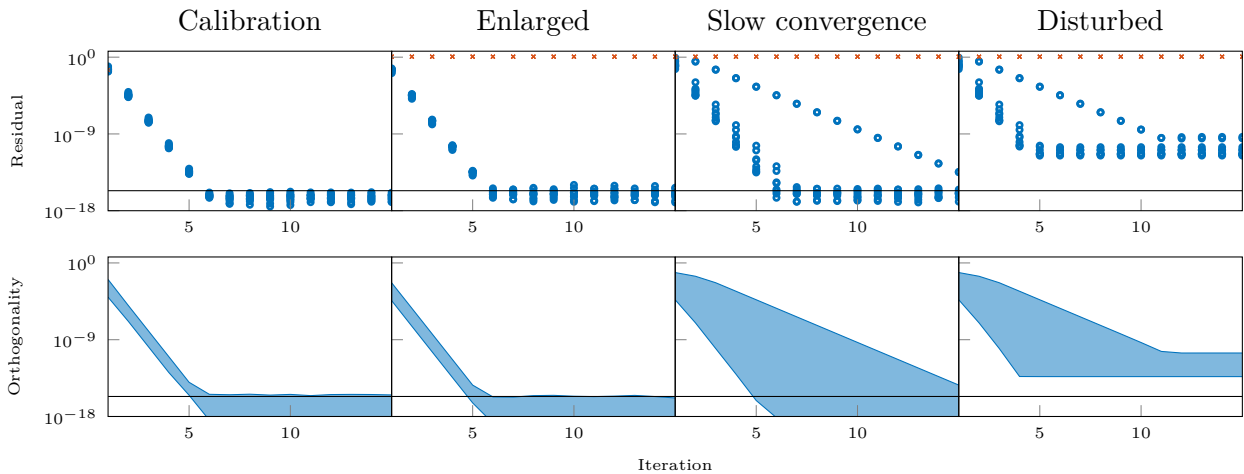 Calibration
Enlarged
Slow convergence
Disturbed
Residual
10^0
10^-9
10^-18
5 10 5 10 5 10 5 10
Orthogonality
10^0
10^-9
10^-18
5 10 5 10 5 10 5 10
Iteration